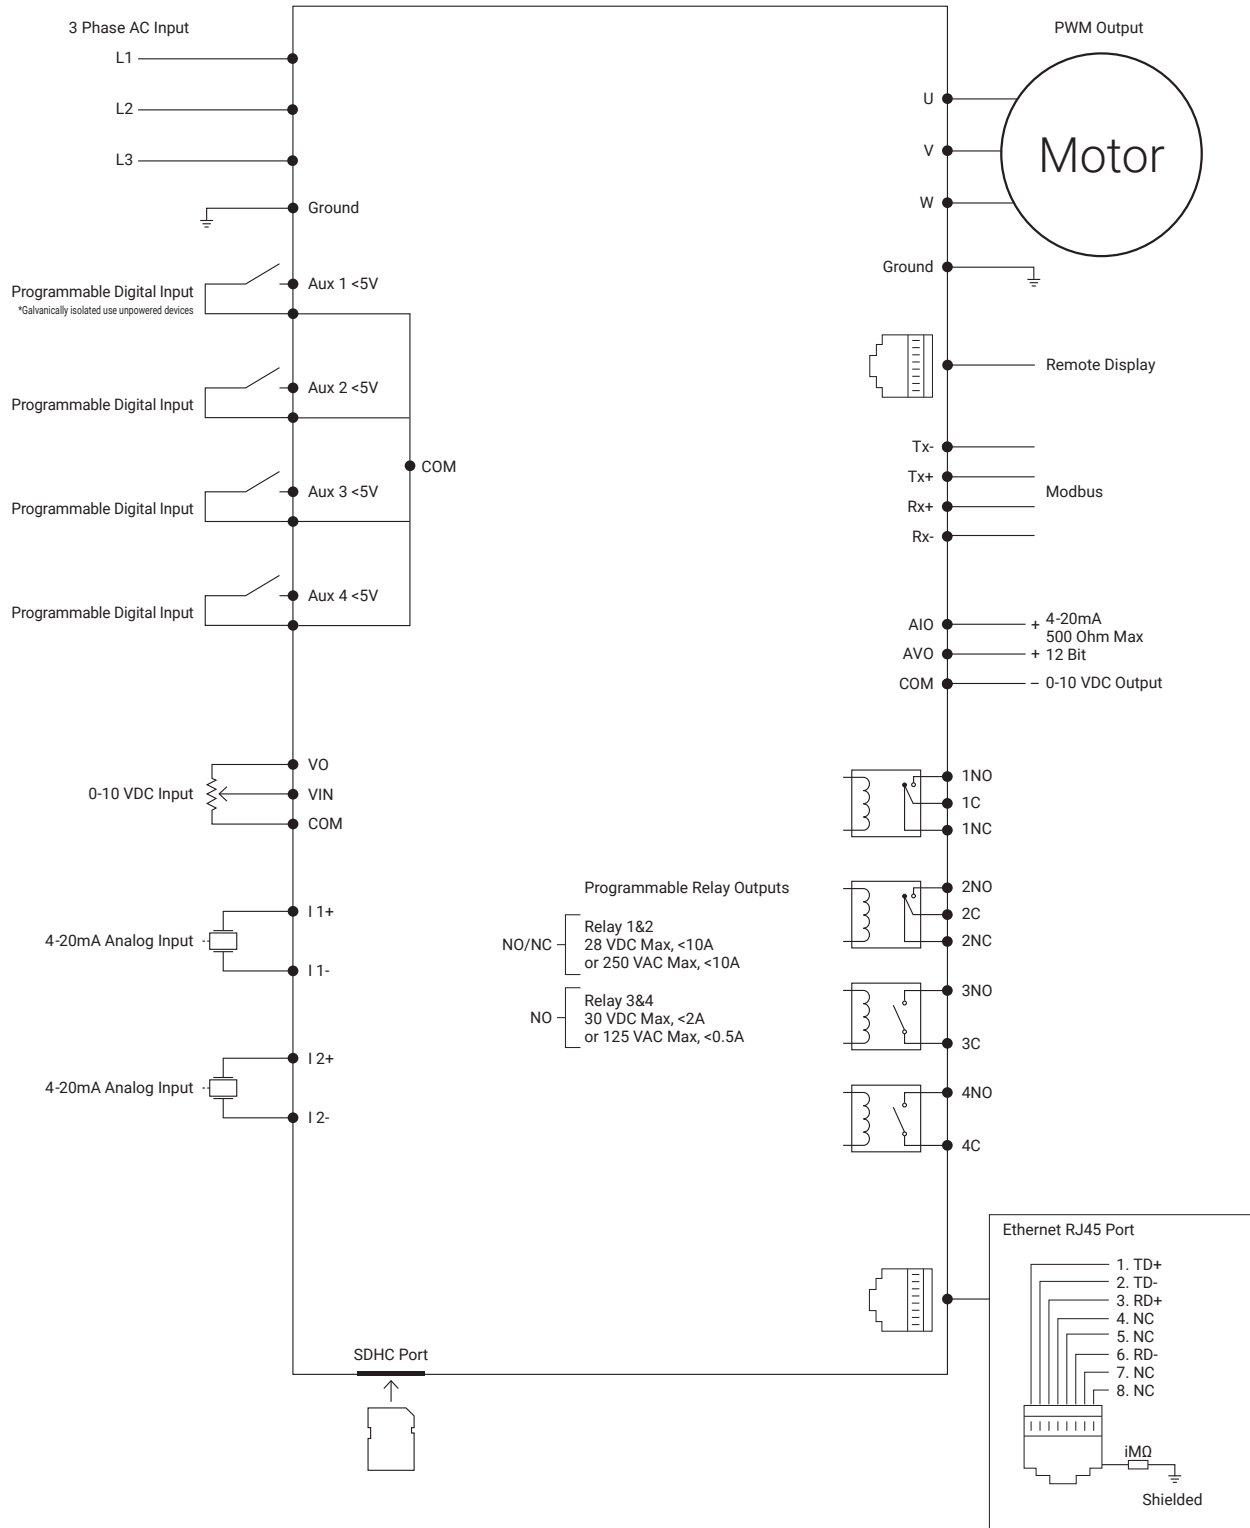 3 Phase AC Input
L1
L2
L3
Ground
Programmable Digital Input
*Galvanically isolated use unpowered devices
Aux 1 <5V
Programmable Digital Input
Aux 2 <5V
COM
Programmable Digital Input
Aux 3 <5V
Programmable Digital Input
Aux 4 <5V
0-10 VDC Input
VO
VIN
COM
4-20mA Analog Input
I 1+
I 1-
4-20mA Analog Input
I 2+
I 2-
SDHC Port
Programmable Relay Outputs
NO/NC
Relay 1&2
28 VDC Max, <10A
or 250 VAC Max, <10A
NO
Relay 3&4
30 VDC Max, <2A
or 125 VAC Max, <0.5A
PWM Output
U
V
W
Motor
Ground
Remote Display
Tx-
Tx+
Rx+
Rx-
Modbus
AIO
AVO
COM
+ 4-20mA
500 Ohm Max
+ 12 Bit
− 0-10 VDC Output
1NO
1C
1NC
2NO
2C
2NC
3NO
3C
4NO
4C
Ethernet RJ45 Port
1. TD+
2. TD-
3. RD+
4. NC
5. NC
6. RD-
7. NC
8. NC
iMΩ
Shielded